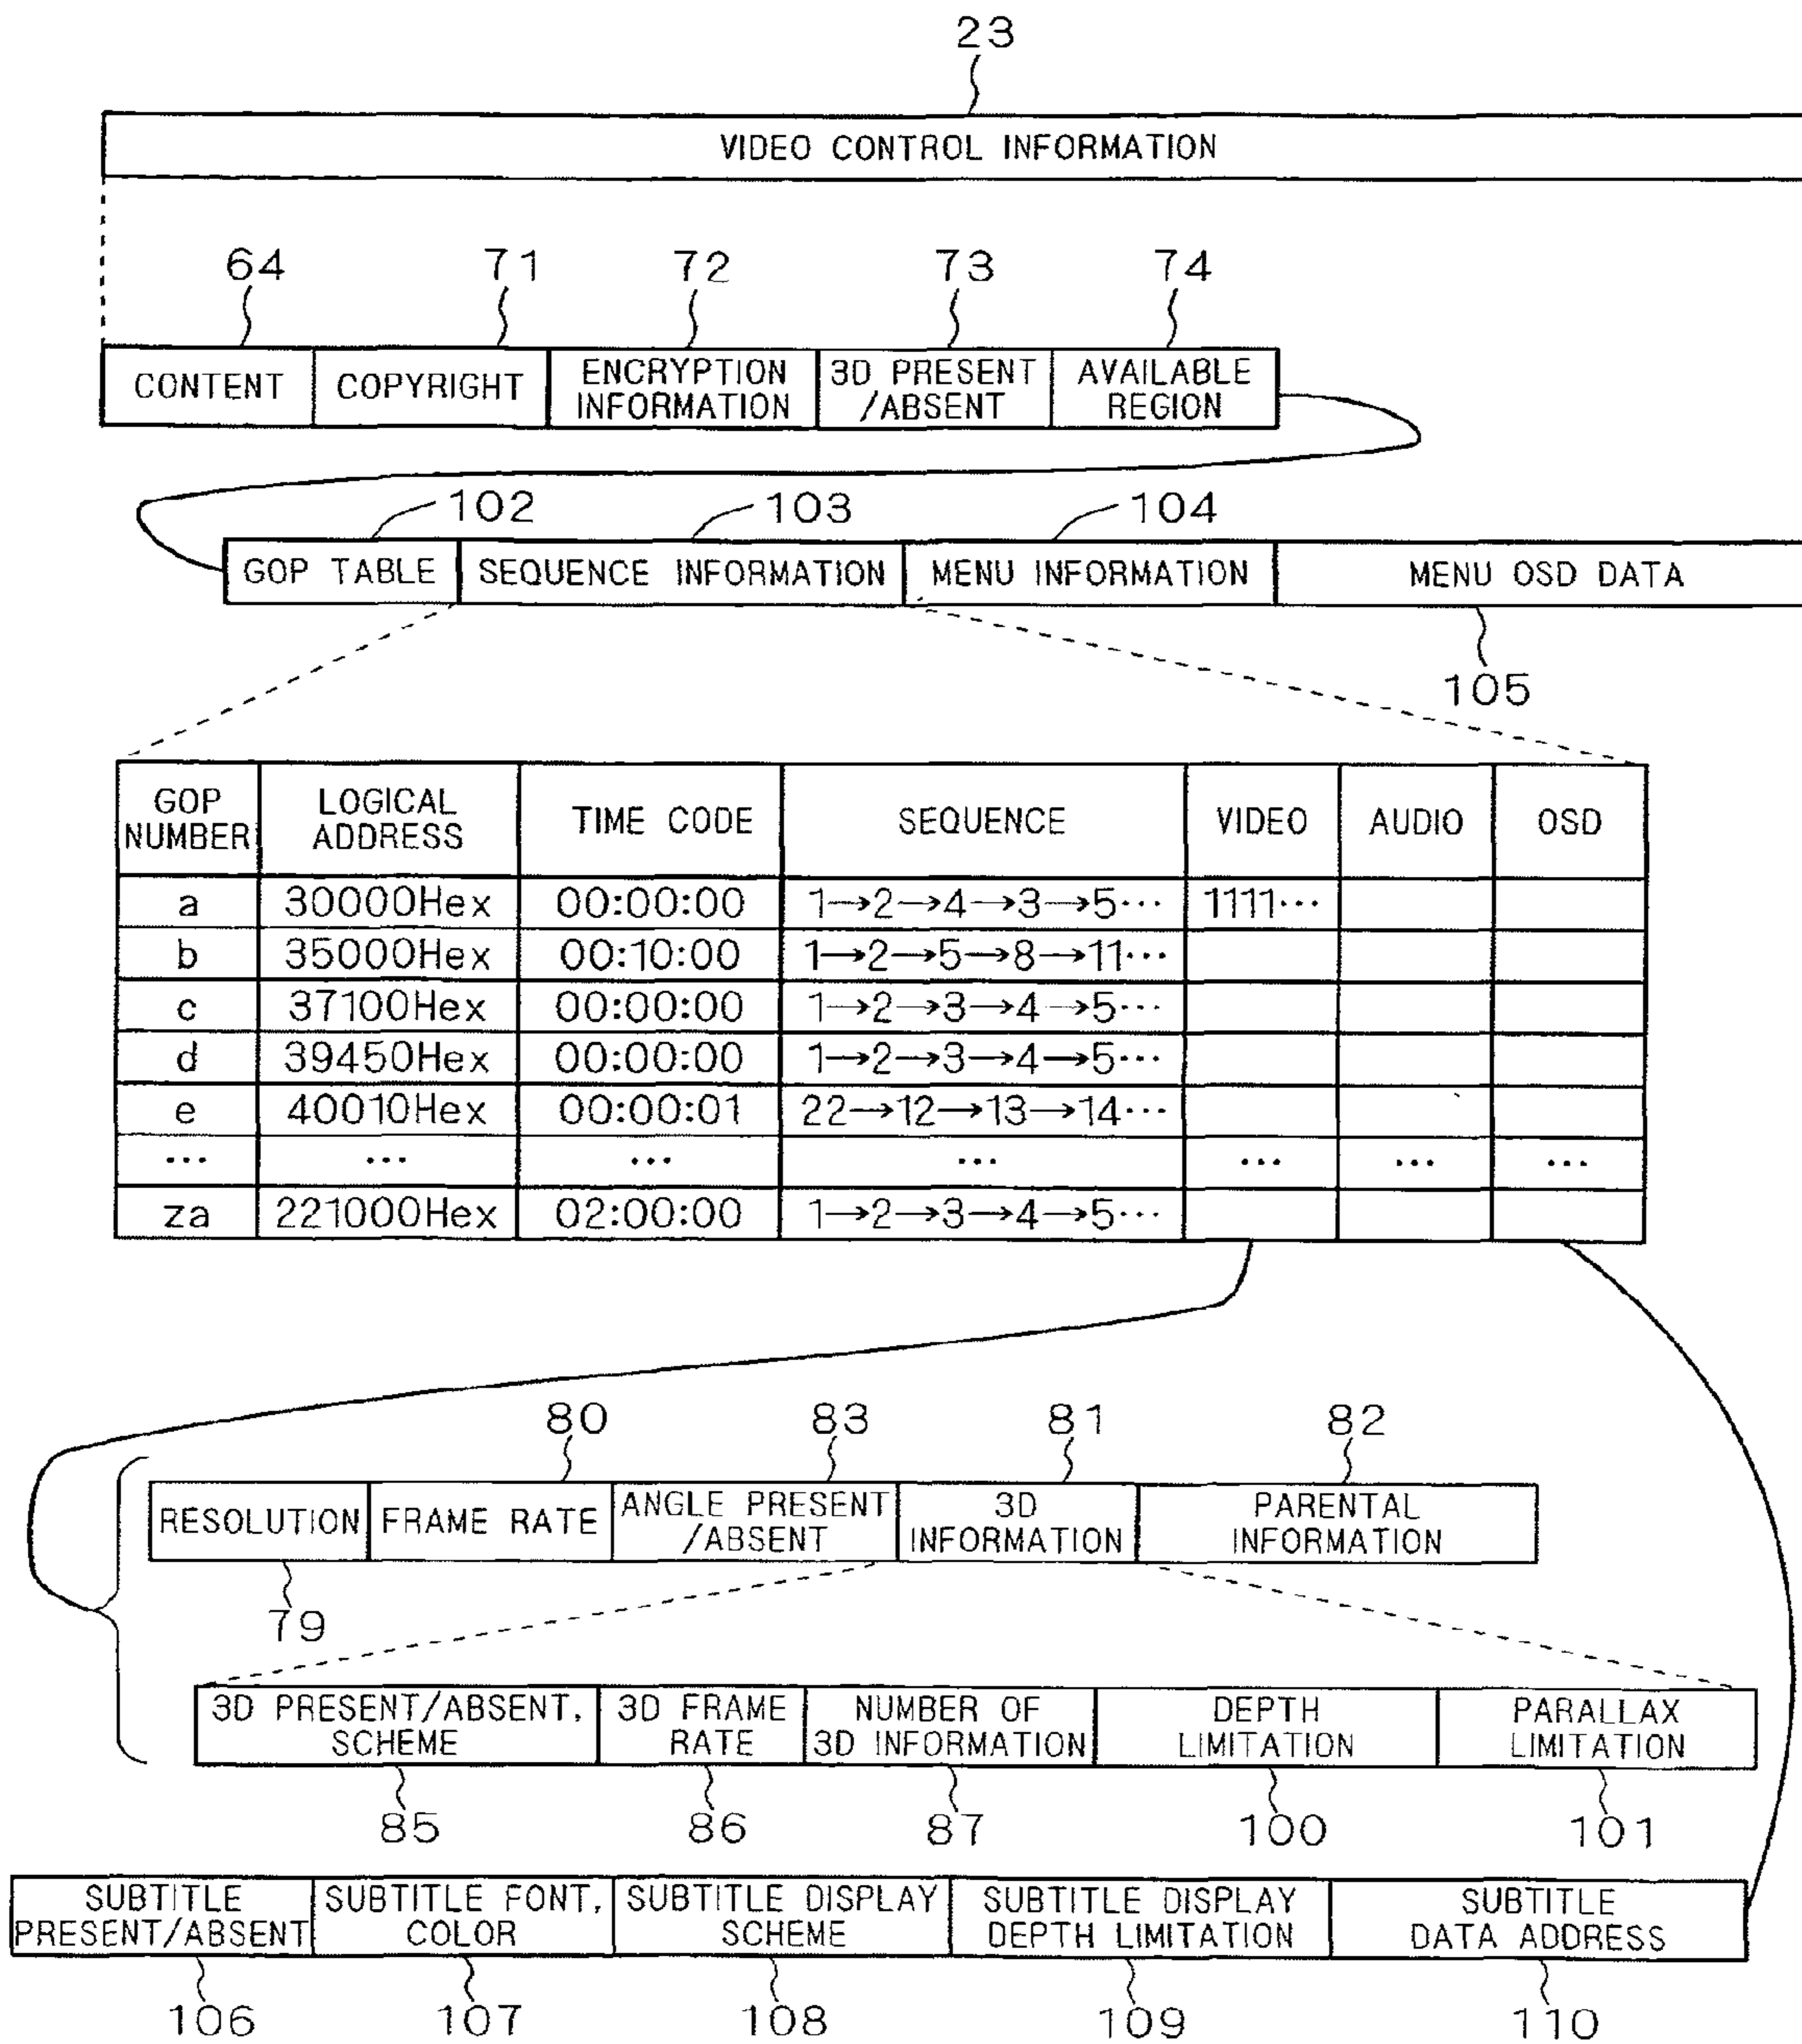 23
VIDEO CONTROL INFORMATION
64 71 72 73 74
CONTENT COPYRIGHT ENCRYPTION INFORMATION 3D PRESENT /ABSENT AVAILABLE REGION
102 103 104
GOP TABLE SEQUENCE INFORMATION MENU INFORMATION MENU OSD DATA
105
GOP NUMBER LOGICAL ADDRESS TIME CODE SEQUENCE VIDEO AUDIO OSD
a 30000Hex 00:00:00 1→2→4→3→5··· 1111···
b 35000Hex 00:10:00 1→2→5→8→11···
c 37100Hex 00:00:00 1→2→3→4→5···
d 39450Hex 00:00:00 1→2→3→4→5···
e 40010Hex 00:00:01 22→12→13→14···
··· ··· ··· ··· ··· ··· ···
za 221000Hex 02:00:00 1→2→3→4→5···
80 83 81 82
RESOLUTION FRAME RATE ANGLE PRESENT /ABSENT 3D INFORMATION PARENTAL INFORMATION
79
3D PRESENT/ABSENT, SCHEME 3D FRAME RATE NUMBER OF 3D INFORMATION DEPTH LIMITATION PARALLAX LIMITATION
85 86 87 100 101
SUBTITLE PRESENT/ABSENT SUBTITLE FONT, COLOR SUBTITLE DISPLAY SCHEME SUBTITLE DISPLAY DEPTH LIMITATION SUBTITLE DATA ADDRESS
106 107 108 109 110